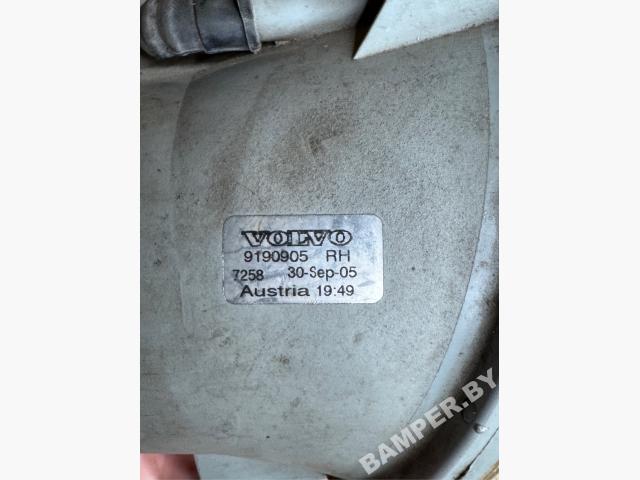 VOLVO
9190905 RH
7258 30-Sep-05
Austria 19:49
BAMPER.BY